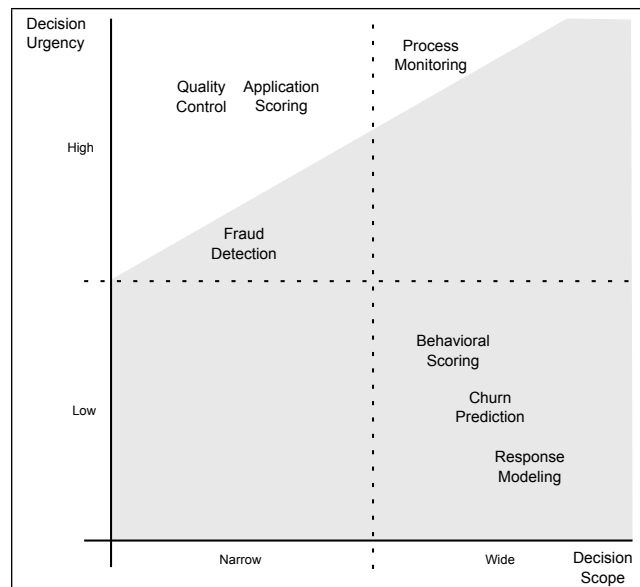 Decision
Urgency
Process
Monitoring
Quality
Control
Application
Scoring
High
Fraud
Detection
Behavioral
Scoring
Churn
Prediction
Low
Response
Modeling
Narrow
Wide
Decision
Scope